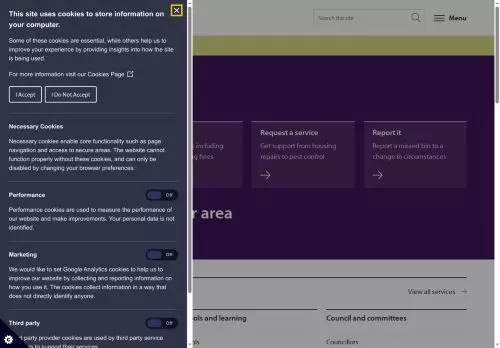 This site uses cookies to store information on
your computer.
Some of these cookies are essential, while others help us to
improve your experience by providing insights into how the site
is being used.
For more information visit our Cookies Page
I Accept
I Do Not Accept
Necessary Cookies
Necessary cookies enable core functionality such as page
navigation and access to secure areas. The website cannot
function properly without these cookies, and can only be
disabled by changing your browser preferences.
Performance
Off
Performance cookies are used to measure the performance of
our website and make improvements. Your personal data is not
identified.
Marketing
Off
We would like to set Google Analytics cookies to help us to
improve our website by collecting and reporting information on
how you use it. The cookies collect information in a way that
does not directly identify anyone.
Third party
Off
party provider cookies are used by third party service
to support their services.
Search the site
Menu
including
fines
Request a service
Get support from housing
repairs to pest control
Report it
Report a missed bin to a
change in circumstances
area
View all services
and learning
Council and committees
Councillors